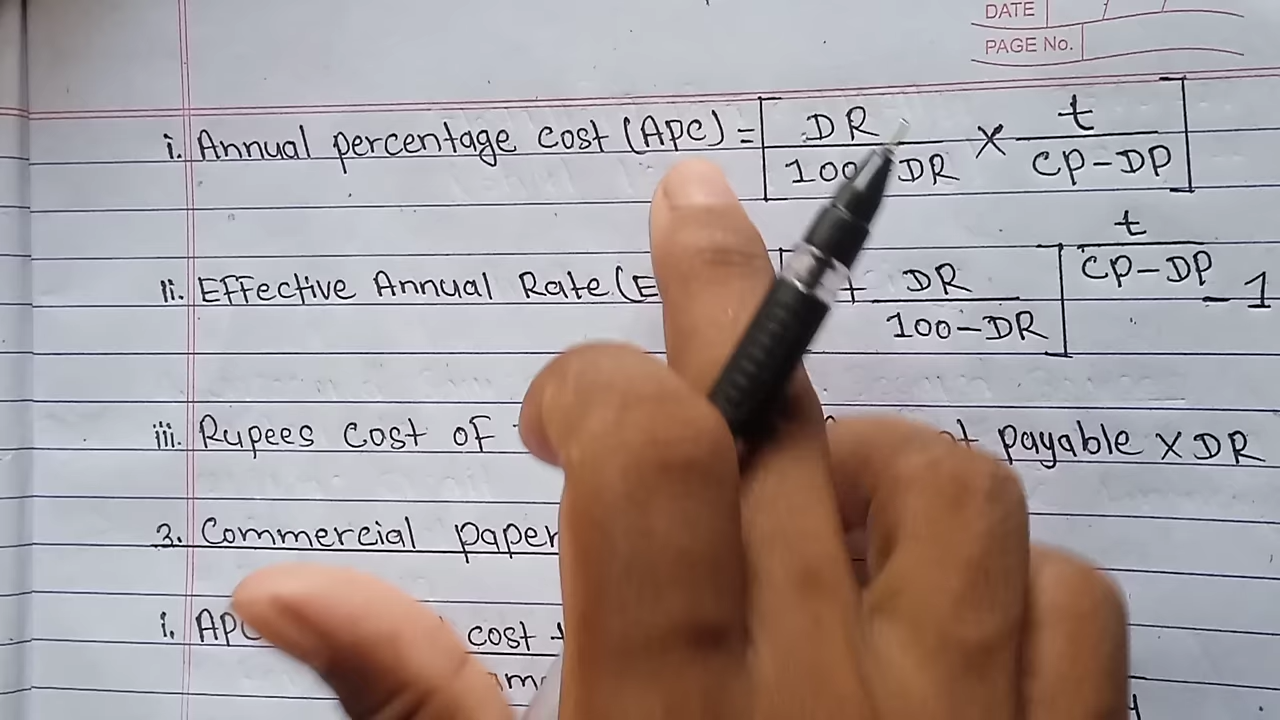 DATE
PAGE No.
i. Annual percentage cost (APC) = [DR / 100-DR × t / CP-DP]
ii. Effective Annual Rate (E + DR / 100-DR] t / CP-DP - 1
iii. Rupees cost of payable × DR
3. Commercial paper
i. APC cost